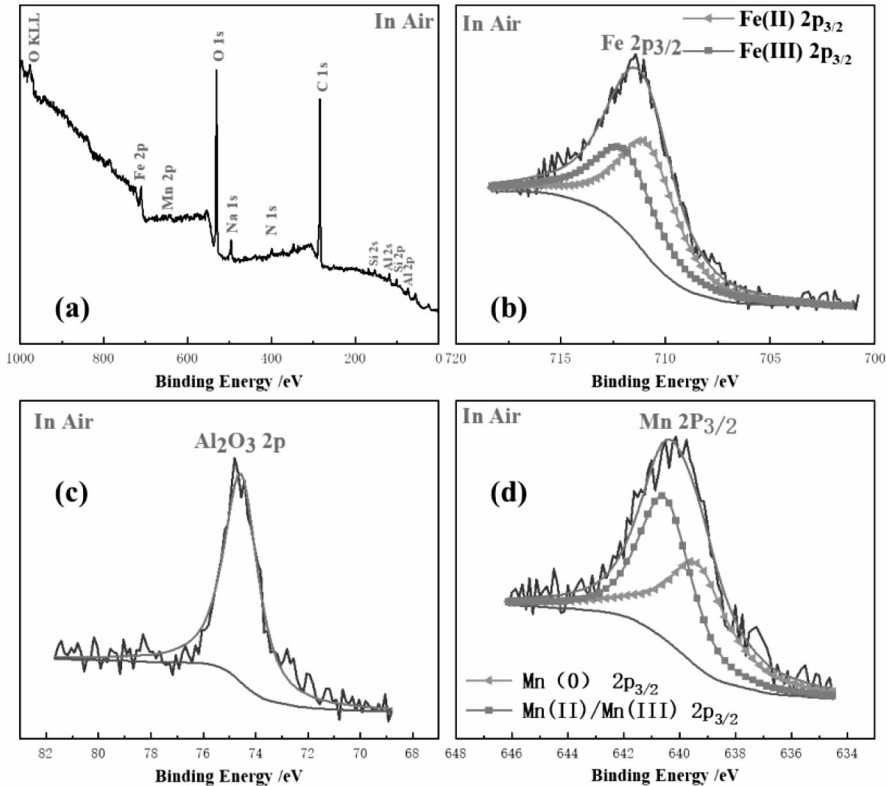 In Air
O KLL
Fe 2p
Mn 2p
O 1s
Na 1s
N 1s
C 1s
Si 2s
Al 2s
Si 2p
Al 2p
(a)
1000 800 600 400 200 0
Binding Energy /eV
In Air
Fe 2p3/2
Fe(II) 2p3/2
Fe(III) 2p3/2
(b)
720 715 710 705 700
Binding Energy /eV
In Air
Al2O3 2p
(c)
82 80 78 76 74 72 70 68
Binding Energy /eV
In Air
Mn 2P3/2
(d)
Mn (0) 2p3/2
Mn(II)/Mn(III) 2p3/2
648 646 644 642 640 638 636 634
Binding Energy /eV